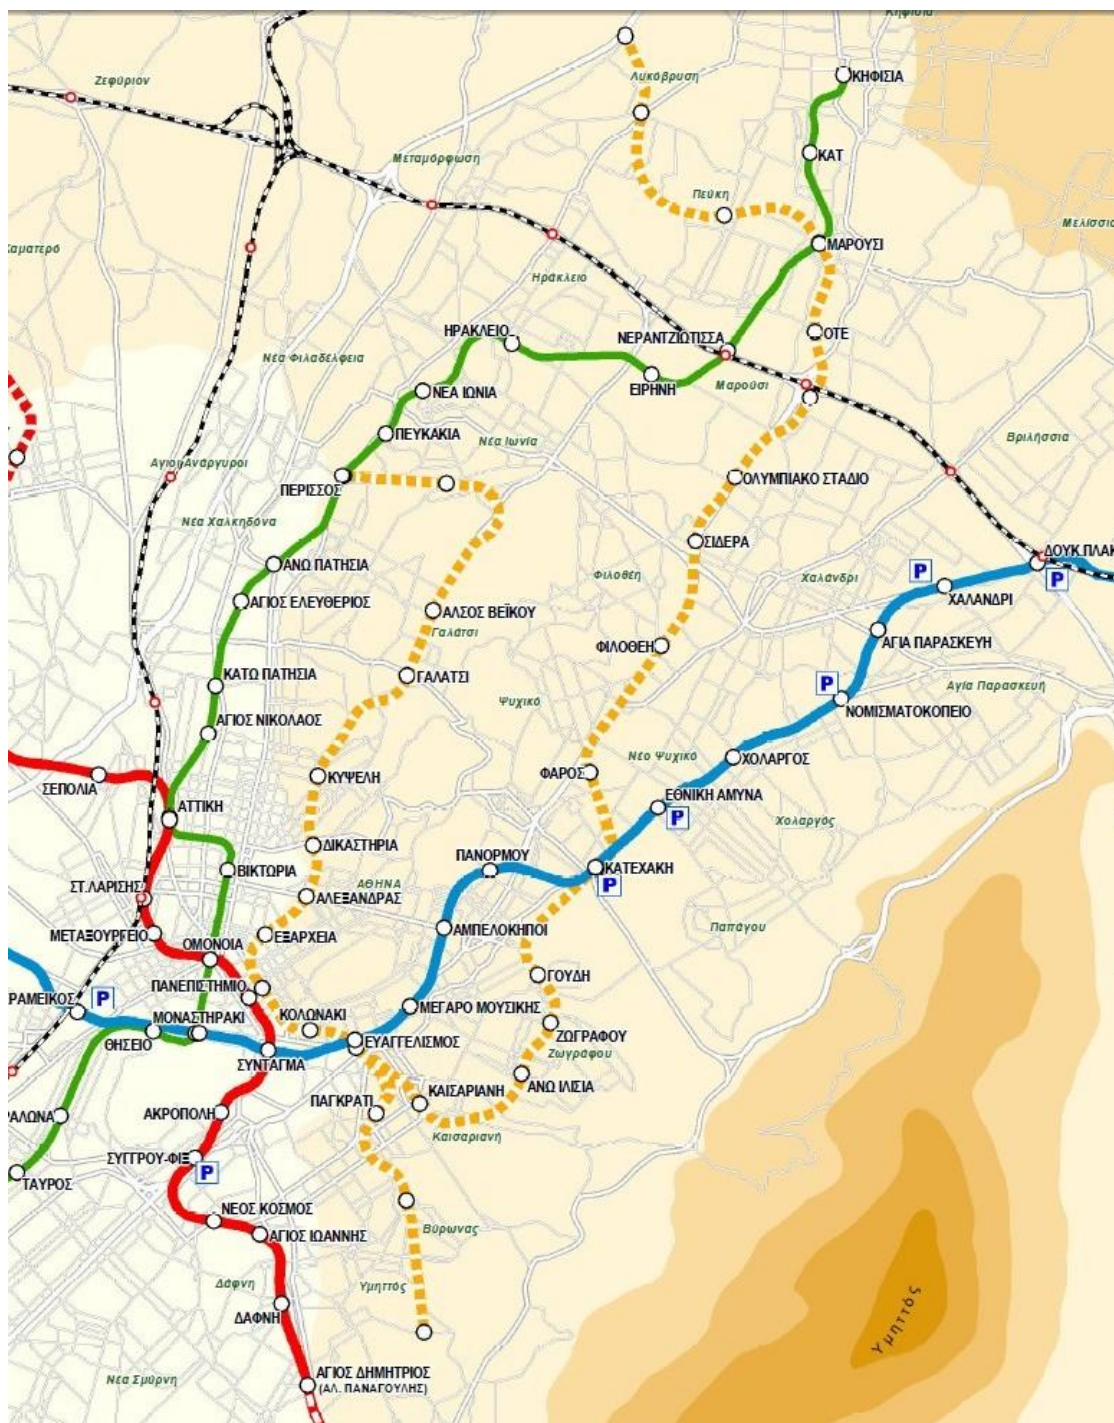 Κηφισιά
Λυκόβρυση
ΚΗΦΙΣΙΑ
Ζεφύριον
Μεταμόρφωση
ΚΑΤ
Πεύκη
Μελίσσια
Καματερό
ΜΑΡΟΥΣΙ
Ηράκλειο
ΗΡΑΚΛΕΙΟ
ΝΕΡΑΝΤΖΙΩΤΙΣΣΑ
ΟΤΕ
Νέα Φιλαδέλφεια
ΕΙΡΗΝΗ
Μαρούσι
ΝΕΑ ΙΩΝΙΑ
ΠΕΥΚΑΚΙΑ
Νέα Ιωνία
Βριλήσσια
Αγιοι Ανάργυροι
ΠΕΡΙΣΣΟΣ
ΟΛΥΜΠΙΑΚΟ ΣΤΑΔΙΟ
Νέα Χαλκηδόνα
ΣΙΔΕΡΑ
ΔΟΥΚ.ΠΛΑΚ
ΑΝΩ ΠΑΤΗΣΙΑ
Φιλοθέη
Χαλάνδρι
P
P
ΧΑΛΑΝΔΡΙ
ΑΓΙΟΣ ΕΛΕΥΘΕΡΙΟΣ
ΑΛΣΟΣ ΒΕΪΚΟΥ
Γαλάτσι
ΑΓΙΑ ΠΑΡΑΣΚΕΥΗ
ΦΙΛΟΘΕΗ
ΚΑΤΩ ΠΑΤΗΣΙΑ
ΓΑΛΑΤΣΙ
P
Αγία Παρασκευή
Ψυχικό
ΝΟΜΙΣΜΑΤΟΚΟΠΕΙΟ
ΑΓΙΟΣ ΝΙΚΟΛΑΟΣ
Νέο Ψυχικό
ΧΟΛΑΡΓΟΣ
ΣΕΠΟΛΙΑ
ΚΥΨΕΛΗ
ΦΑΡΟΣ
ΑΤΤΙΚΗ
ΕΘΝΙΚΗ ΑΜΥΝΑ
P
Χολαργός
ΔΙΚΑΣΤΗΡΙΑ
ΠΑΝΟΡΜΟΥ
ΒΙΚΤΩΡΙΑ
ΚΑΤΕΧΑΚΗ
P
ΣΤ.ΛΑΡΙΣΗΣ
ΑΘΗΝΑ
ΑΛΕΞΑΝΔΡΑΣ
ΜΕΤΑΞΟΥΡΓΕΙΟ
ΟΜΟΝΟΙΑ
ΕΞΑΡΧΕΙΑ
ΑΜΠΕΛΟΚΗΠΟΙ
Παπάγου
ΓΟΥΔΗ
ΠΑΝΕΠΙΣΤΗΜΙΟ
ΡΑΜΕΙΚΟΣ
P
ΚΟΛΩΝΑΚΙ
ΜΕΓΑΡΟ ΜΟΥΣΙΚΗΣ
ΜΟΝΑΣΤΗΡΑΚΙ
ΘΗΣΕΙΟ
ΕΥΑΓΓΕΛΙΣΜΟΣ
ΖΩΓΡΑΦΟΥ
Ζωγράφου
ΣΥΝΤΑΓΜΑ
ΑΝΩ ΙΛΙΣΙΑ
ΠΑΓΚΡΑΤΙ
ΚΑΙΣΑΡΙΑΝΗ
ΡΑΛΩΝΑ
ΑΚΡΟΠΟΛΗ
Καισαριανή
ΣΥΓΓΡΟΥ-ΦΙΞ
P
ΤΑΥΡΟΣ
ΝΕΟΣ ΚΟΣΜΟΣ
ΑΓΙΟΣ ΙΩΑΝΝΗΣ
Βύρωνας
Δάφνη
Υμηττός
ΔΑΦΝΗ
Υμηττός
Νέα Σμύρνη
ΑΓΙΟΣ ΔΗΜΗΤΡΙΟΣ
(ΑΛ. ΠΑΝΑΓΟΥΛΗΣ)